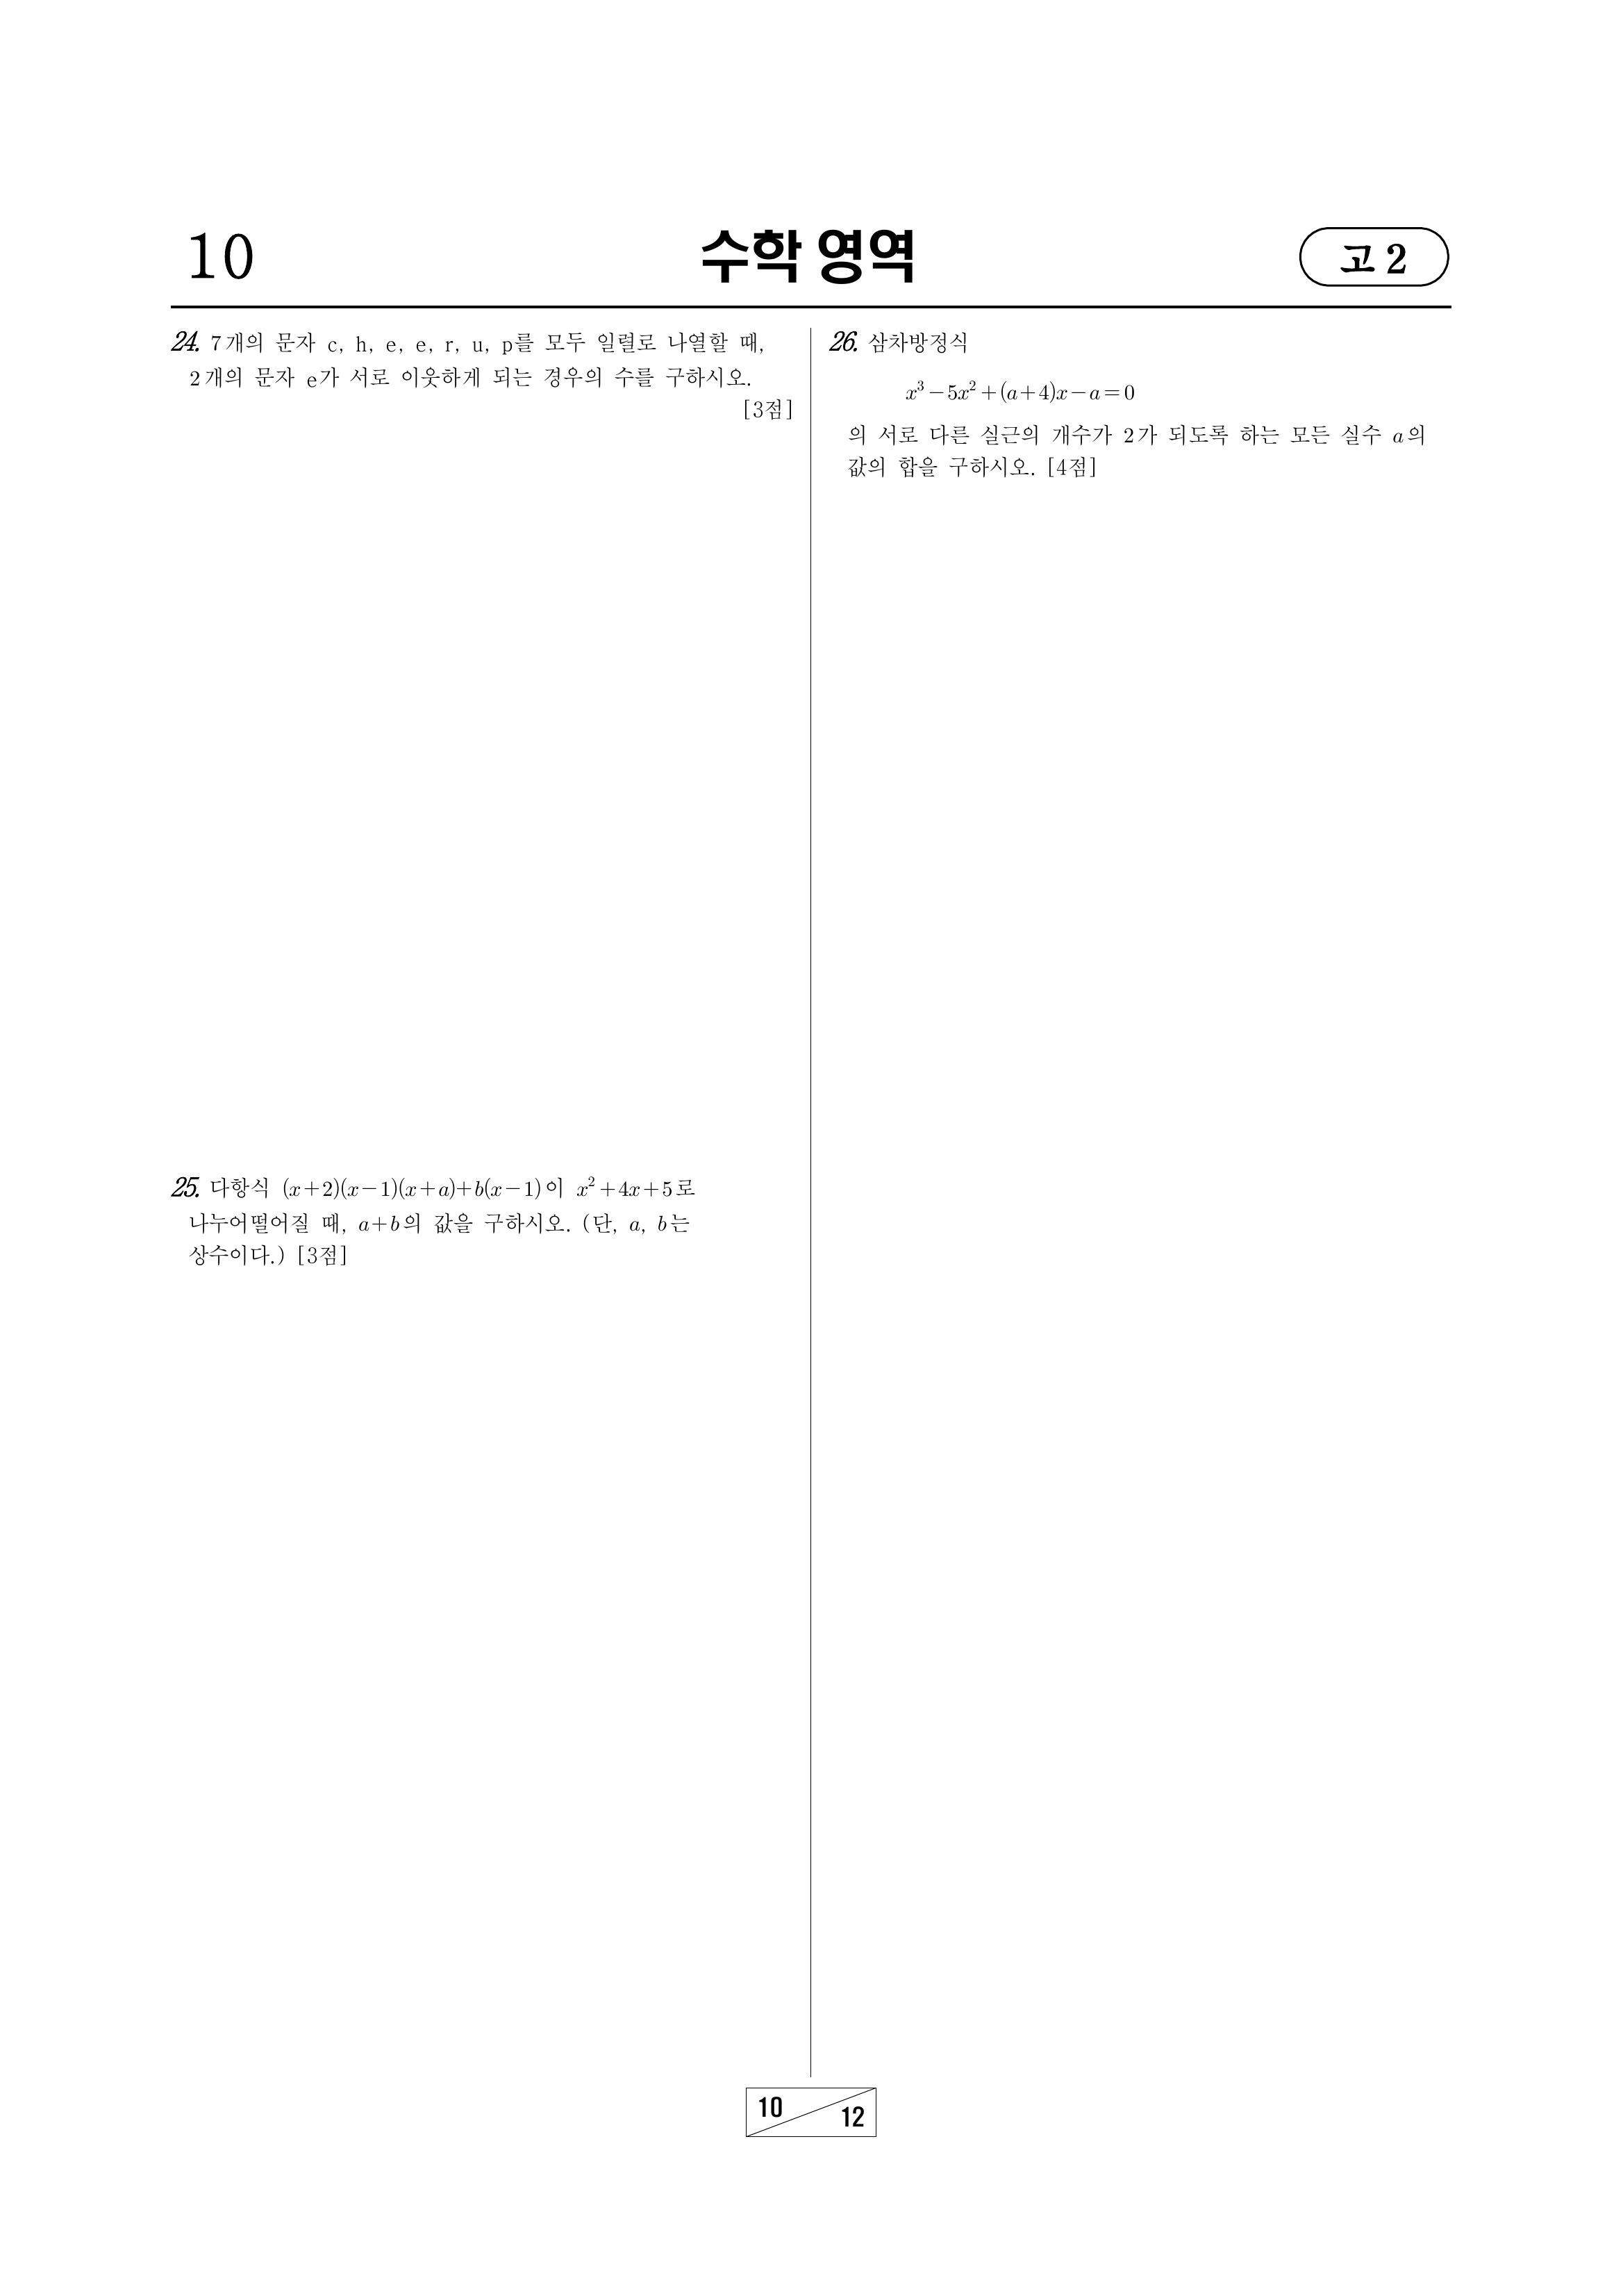 10
수학 영역
고 2
24. 7개의 문자 c, h, e, e, r, u, p를 모두 일렬로 나열할 때,
2개의 문자 e가 서로 이웃하게 되는 경우의 수를 구하시오.
[3점]
25. 다항식 (x+2)(x-1)(x+a)+b(x-1)이 x²+4x+5로
나누어떨어질 때, a+b의 값을 구하시오. (단, a, b는
상수이다.) [3점]
26. 삼차방정식
x³-5x²+(a+4)x-a=0
의 서로 다른 실근의 개수가 2가 되도록 하는 모든 실수 a의
값의 합을 구하시오. [4점]
10
12